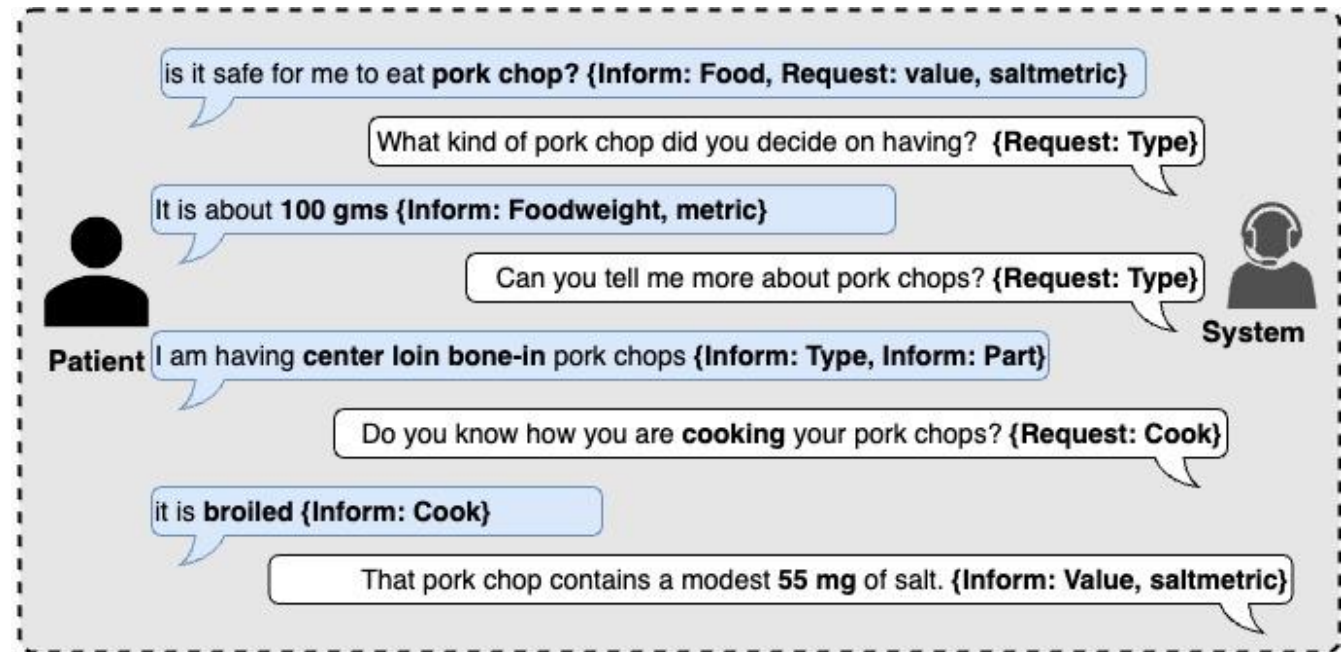 is it safe for me to eat pork chop? {Inform: Food, Request: value, saltmetric}
What kind of pork chop did you decide on having? {Request: Type}
It is about 100 gms {Inform: Foodweight, metric}
Can you tell me more about pork chops? {Request: Type}
System
Patient
I am having center loin bone-in pork chops {Inform: Type, Inform: Part}
Do you know how you are cooking your pork chops? {Request: Cook}
it is broiled {Inform: Cook}
That pork chop contains a modest 55 mg of salt. {Inform: Value, saltmetric}